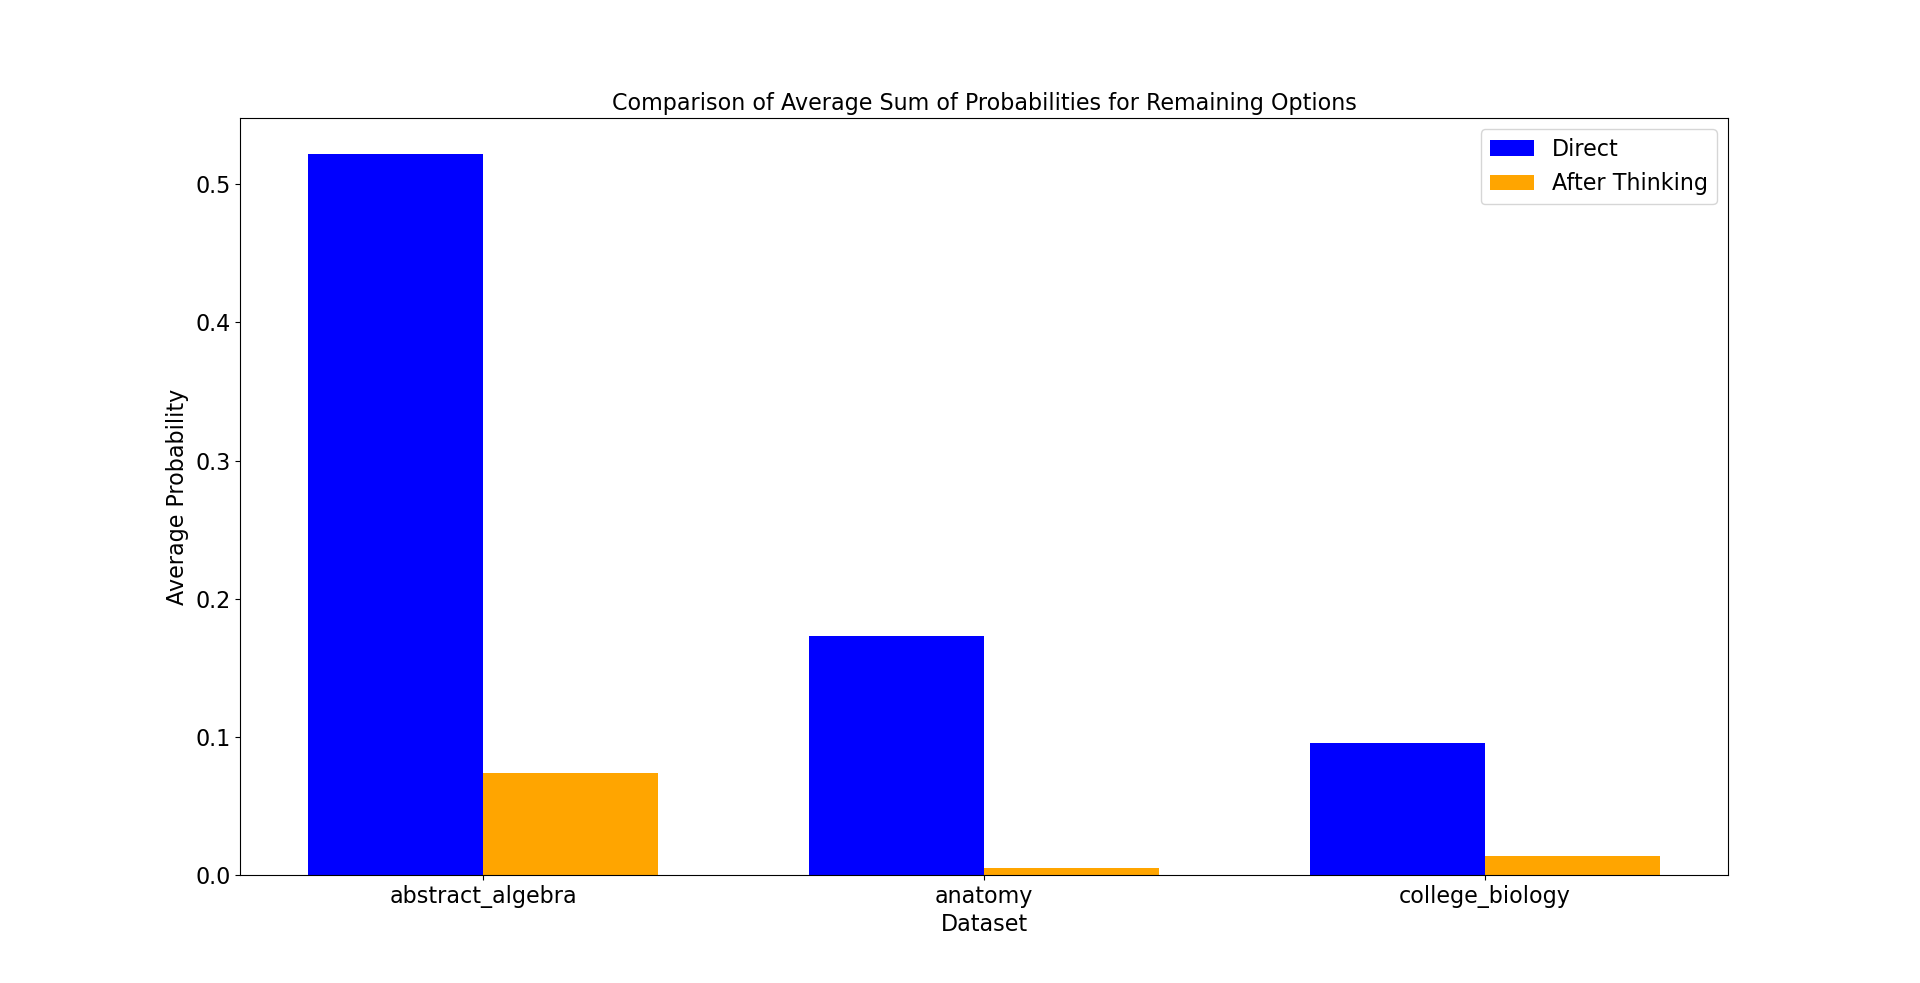 Comparison of Average Sum of Probabilities for Remaining Options
Direct
After Thinking
Average Probability
0.5
0.4
0.3
0.2
0.1
0.0
abstract_algebra
anatomy
college_biology
Dataset